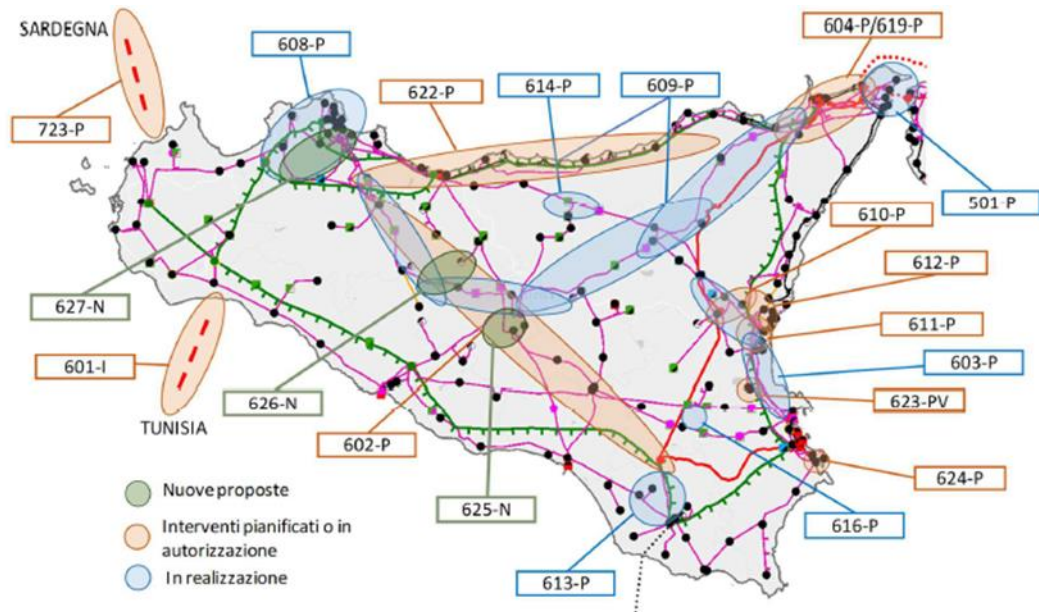 SARDEGNA
608-P
604-P/619-P
622-P
614-P
609-P
723-P
501-P
610-P
612-P
627-N
611-P
601-I
603-P
626-N
623-PV
TUNISIA
602-P
624-P
Nuove proposte
625-N
616-P
Interventi pianificati o in
autorizzazione
In realizzazione
613-P